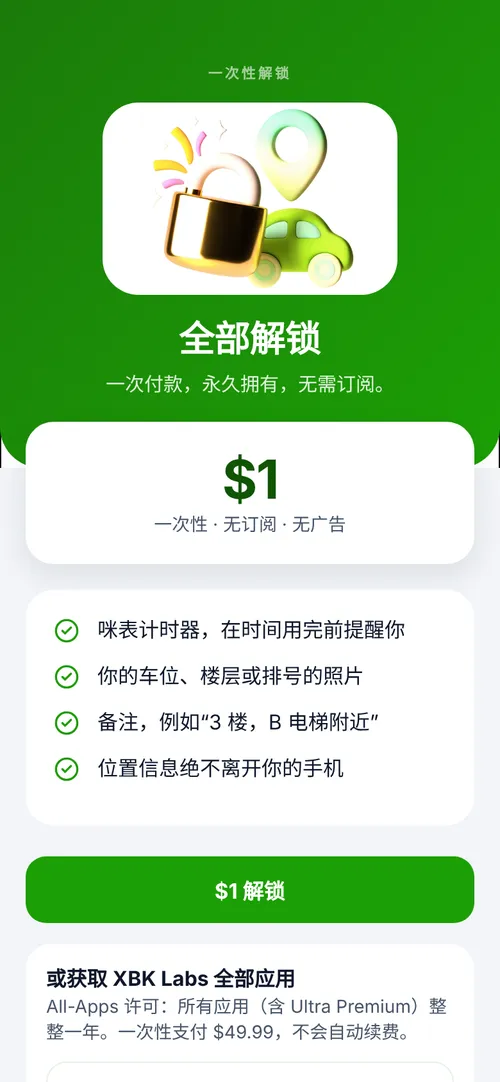 一次性解锁
全部解锁
一次付款，永久拥有，无需订阅。
$1
一次性 · 无订阅 · 无广告
咪表计时器，在时间用完前提醒你
你的车位、楼层或排号的照片
备注，例如“3 楼，B 电梯附近”
位置信息绝不离开你的手机
$1 解锁
或获取 XBK Labs 全部应用
All-Apps 许可：所有应用（含 Ultra Premium）整
整一年。一次性支付 $49.99，不会自动续费。